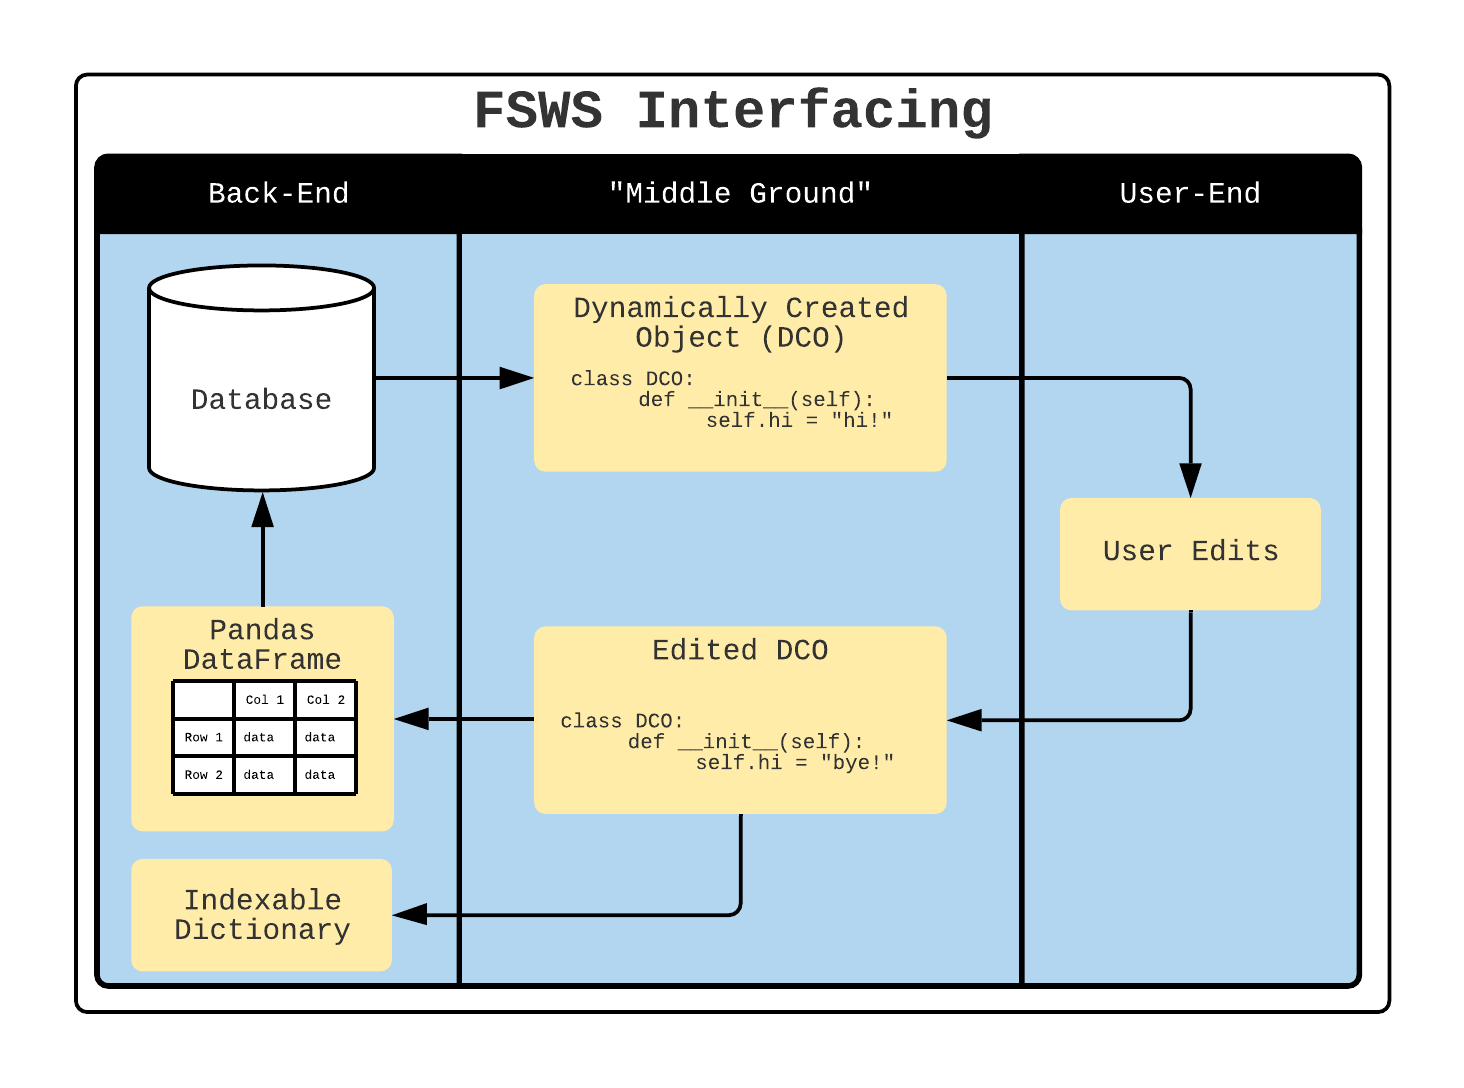 FSWS Interfacing
Back-End
"Middle Ground"
User-End
Database
Dynamically Created
Object (DCO)
class DCO:
def __init__(self):
self.hi = "hi!"
User Edits
Edited DCO
class DCO:
def __init__(self):
self.hi = "bye!"
Pandas
DataFrame
Col 1 Col 2
Row 1 data data
Row 2 data data
Indexable
Dictionary